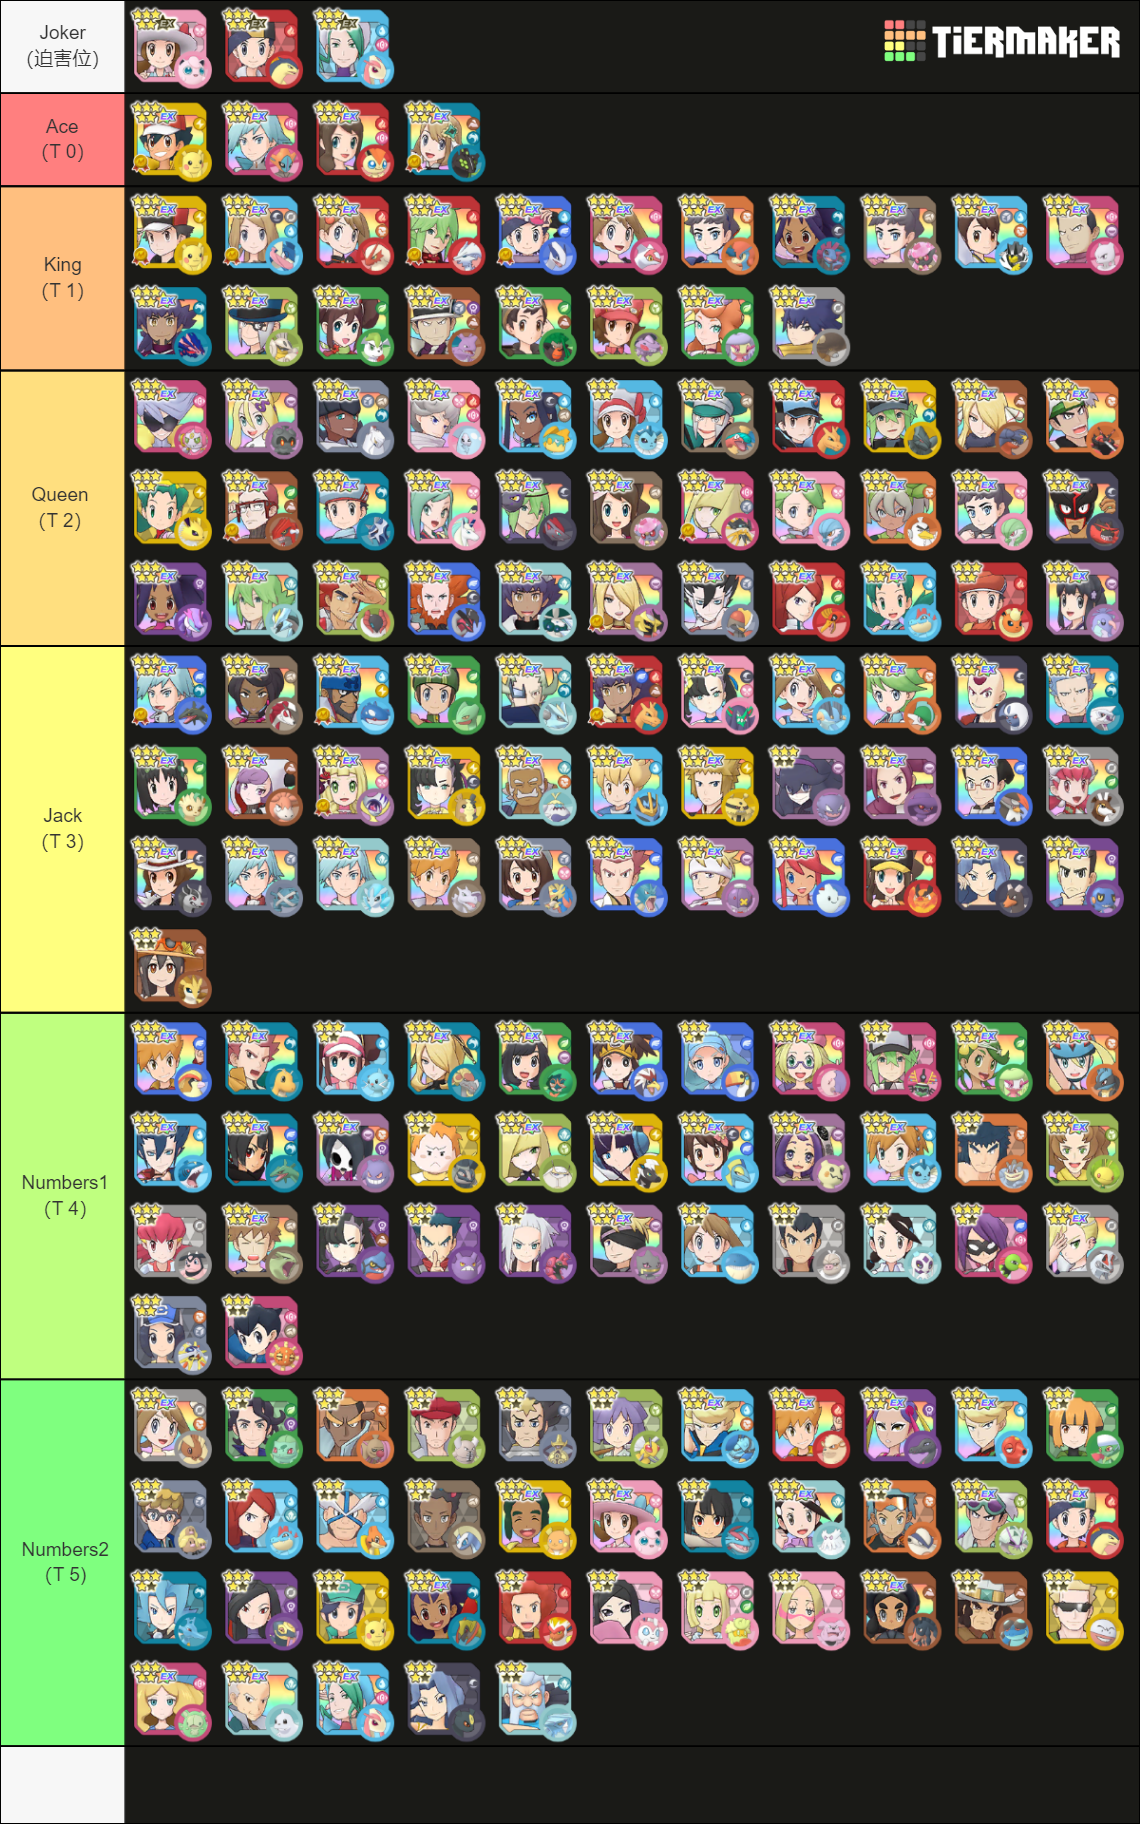 Joker
(迫害位)
TiERMAKER
Ace
(T 0)
King
(T 1)
Queen
(T 2)
Jack
(T 3)
Numbers1
(T 4)
Numbers2
(T 5)